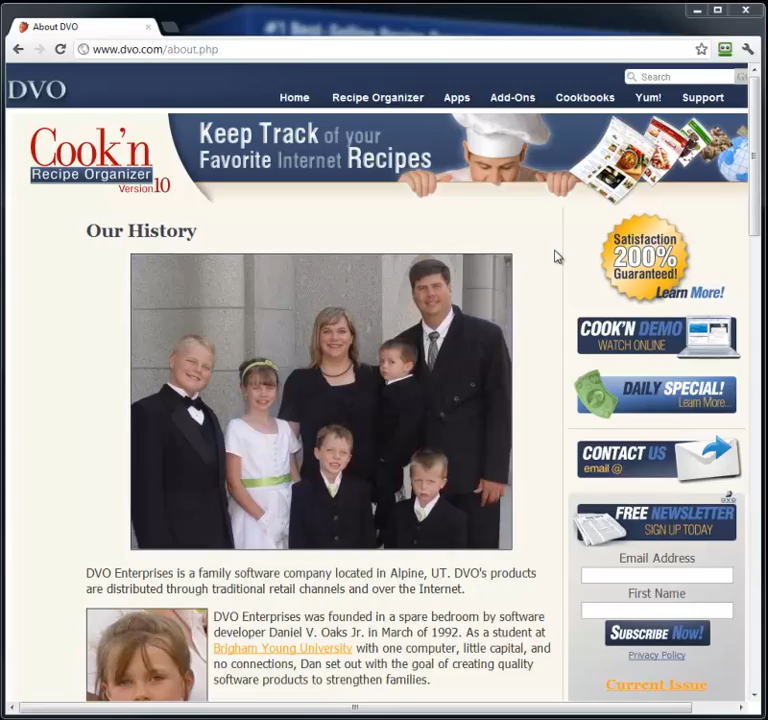 About DVO
www.dvo.com/about.php
DVO
Search
Home Recipe Organizer Apps Add-Ons Cookbooks Yum! Support
Cook'n
Recipe Organizer
Version 10
Keep Track of your
Favorite Internet Recipes
Our History
Satisfaction
200%
Guaranteed!
Learn More!
COOK'N DEMO
WATCH ONLINE
DAILY SPECIAL!
Learn More...
CONTACT US
email @
FREE NEWSLETTER
SIGN UP TODAY
Email Address
First Name
Subscribe Now!
Privacy Policy
Current Issue
DVO Enterprises is a family software company located in Alpine, UT. DVO's products
are distributed through traditional retail channels and over the Internet.
DVO Enterprises was founded in a spare bedroom by software
developer Daniel V. Oaks Jr. in March of 1992. As a student at
Brigham Young University with one computer, little capital, and
no connections, Dan set out with the goal of creating quality
software products to strengthen families.